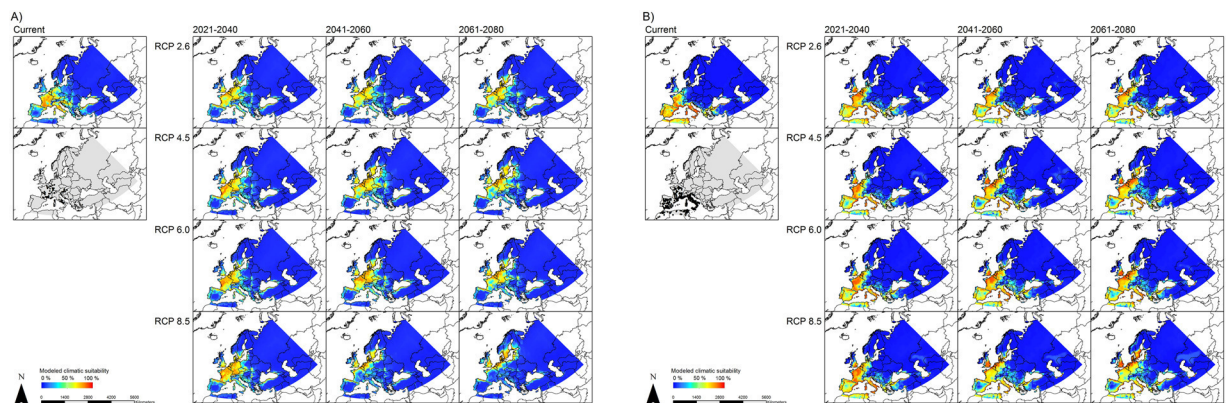 A)
Current
2021-2040
2041-2060
2061-2080
RCP 2.6
RCP 4.5
RCP 6.0
RCP 8.5
N
Modeled climatic suitability
0 %
50 %
100 %
0
1400
2800
4200
5600
Kilometers
B)
Current
2021-2040
2041-2060
2061-2080
RCP 2.6
RCP 4.5
RCP 6.0
RCP 8.5
N
Modeled climatic suitability
0 %
50 %
100 %
0
1400
2800
4200
5600
Kilometers